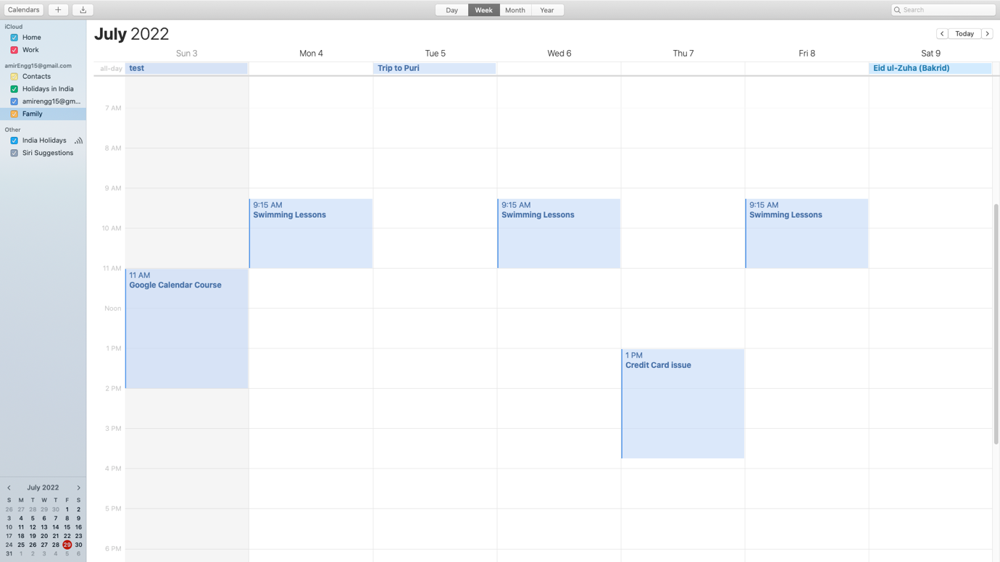 Calendars
Day Week Month Year
Search
iCloud
Home
Work
amirEngg15@gmail.com
Contacts
Holidays in India
amirengg15@gm...
Family
Other
India Holidays
Siri Suggestions
July 2022
Today
Sun 3 Mon 4 Tue 5 Wed 6 Thu 7 Fri 8 Sat 9
all-day test Trip to Puri Eid ul-Zuha (Bakrid)
7 AM
8 AM
9 AM
9:15 AM 9:15 AM 9:15 AM
Swimming Lessons Swimming Lessons Swimming Lessons
10 AM
11 AM
11 AM
Google Calendar Course
Noon
1 PM
1 PM
Credit Card issue
2 PM
3 PM
4 PM
5 PM
6 PM
July 2022
S M T W T F S
26 27 28 29 30 1 2
3 4 5 6 7 8 9
10 11 12 13 14 15 16
17 18 19 20 21 22 23
24 25 26 27 28 29 30
31 1 2 3 4 5 6